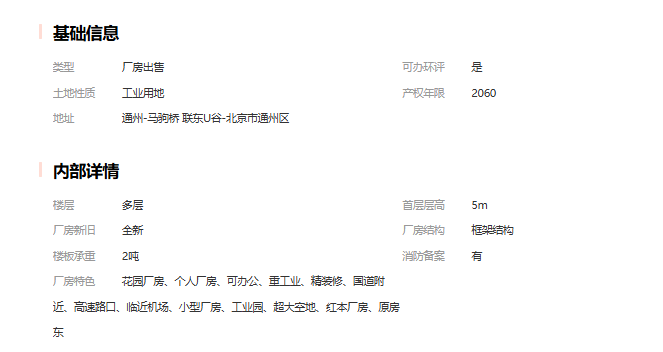 基础信息
类型 厂房出售 可办环评 是
土地性质 工业用地 产权年限 2060
地址 通州-马驹桥 联东U谷-北京市通州区
内部详情
楼层 多层 首层层高 5m
厂房新旧 全新 厂房结构 框架结构
楼板承重 2吨 消防备案 有
厂房特色 花园厂房、个人厂房、可办公、重工业、精装修、国道附
近、高速路口、临近机场、小型厂房、工业园、超大空地、红本厂房、原房
东